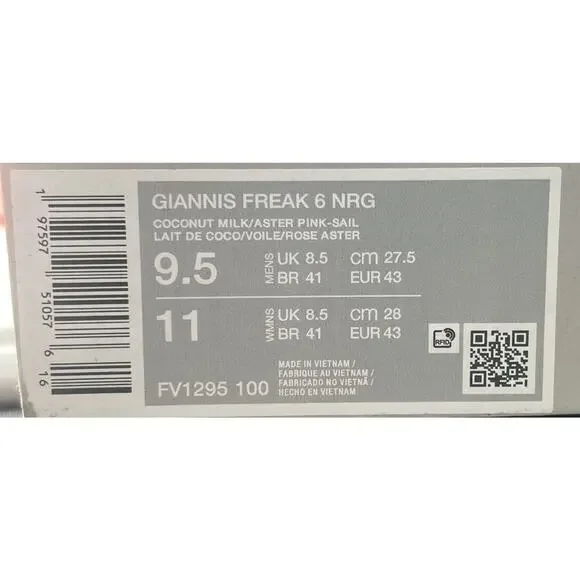 GIANNIS FREAK 6 NRG
COCONUT MILK/ASTER PINK-SAIL
LAIT DE COCO/VOILE/ROSE ASTER
9.5 MENS UK 8.5 CM 27.5
BR 41 EUR 43
11 WMNS UK 8.5 CM 28
BR 41 EUR 43
MADE IN VIETNAM /
FABRIQUE AU VIETNAM /
FABRICADO NO VIETNÃ /
HECHO EN VIETNAM
FV1295 100
RFID
1 97597 51057 6 16